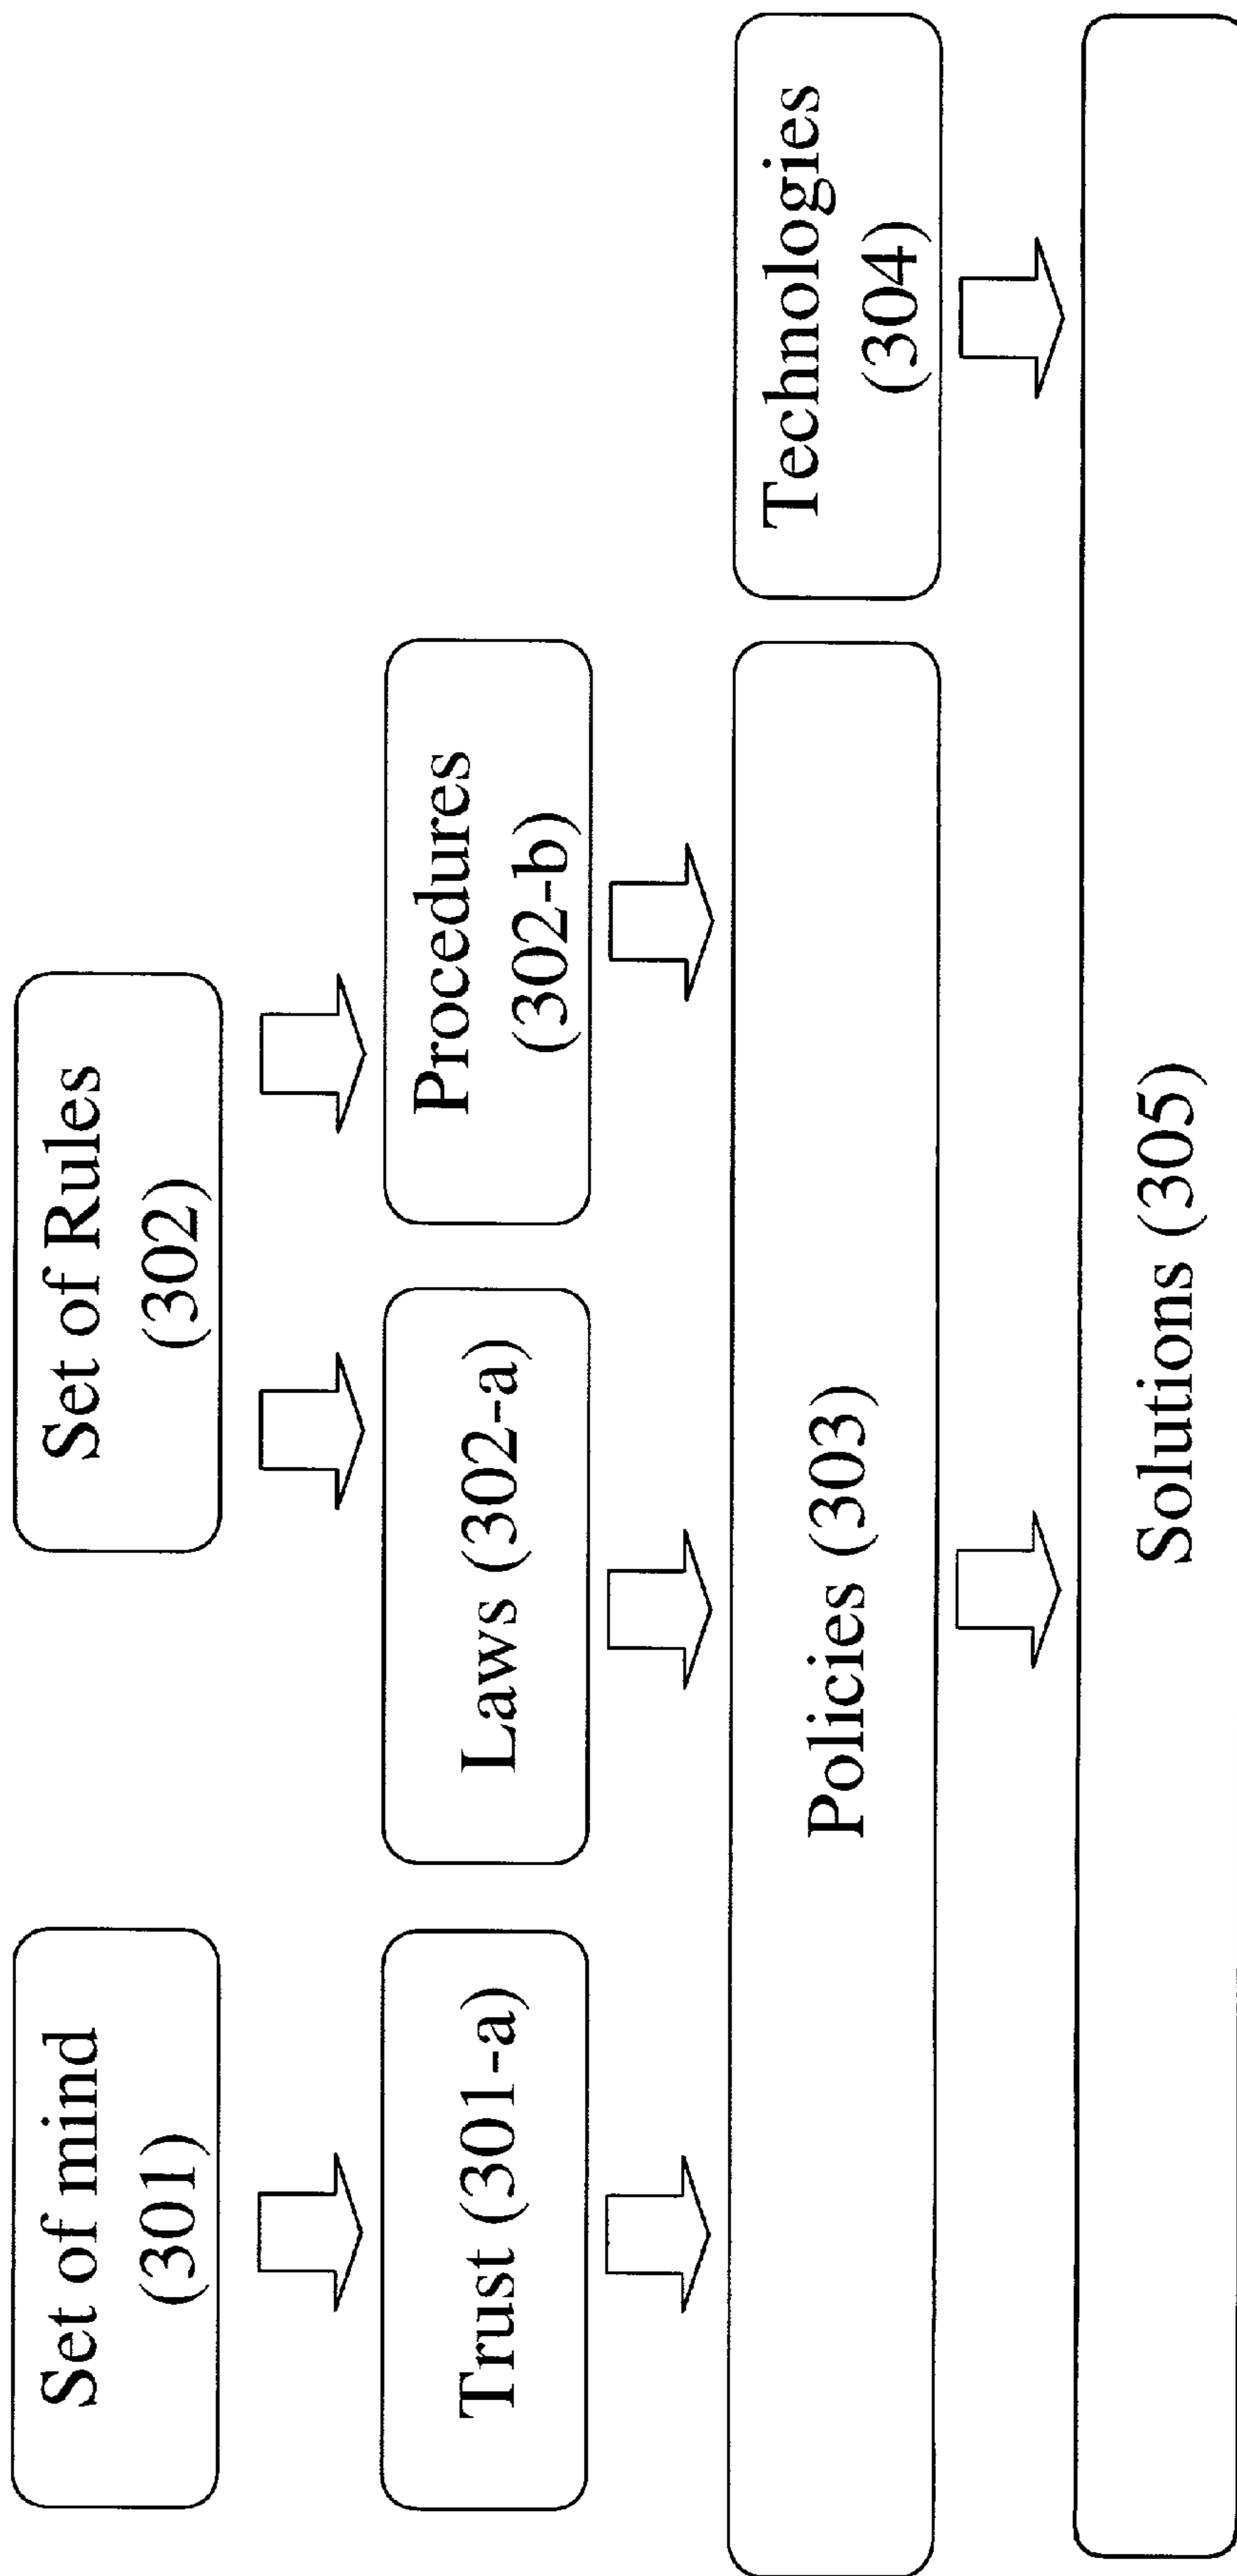 Set of mind
(301)
Set of Rules
(302)
Trust (301-a)
Laws (302-a)
Procedures
(302-b)
Policies (303)
Technologies
(304)
Solutions (305)